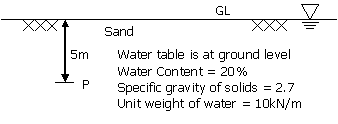 GL
Sand
5m
Water table is at ground level
Water Content = 20%
P
Specific gravity of solids = 2.7
Unit weight of water = 10kN/m